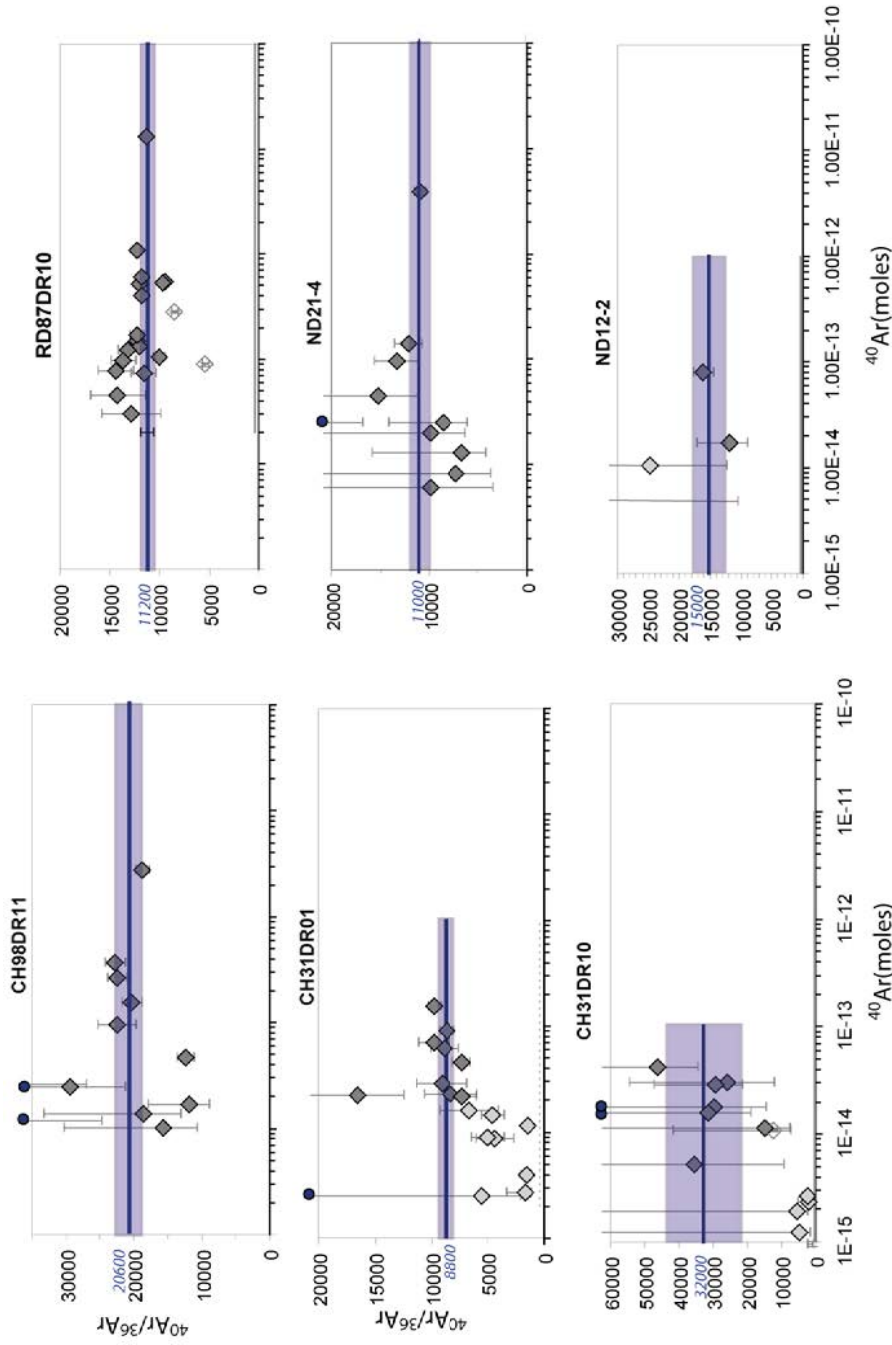 CH98DR11
⁴⁰Ar/³⁶Ar
30000
20600
20000
10000
0
RD87DR10
20000
15000
11200
10000
5000
0
CH31DR01
⁴⁰Ar/³⁶Ar
20000
15000
10000
8800
5000
0
ND21-4
20000
11000
10000
0
CH31DR10
60000
50000
40000
32000
30000
20000
10000
0
1E-15
1E-14
1E-13
1E-12
1E-11
1E-10
⁴⁰Ar(moles)
ND12-2
30000
25000
20000
15000
15000
10000
5000
0
1.00E-15
1.00E-14
1.00E-13
1.00E-12
1.00E-11
1.00E-10
⁴⁰Ar(moles)